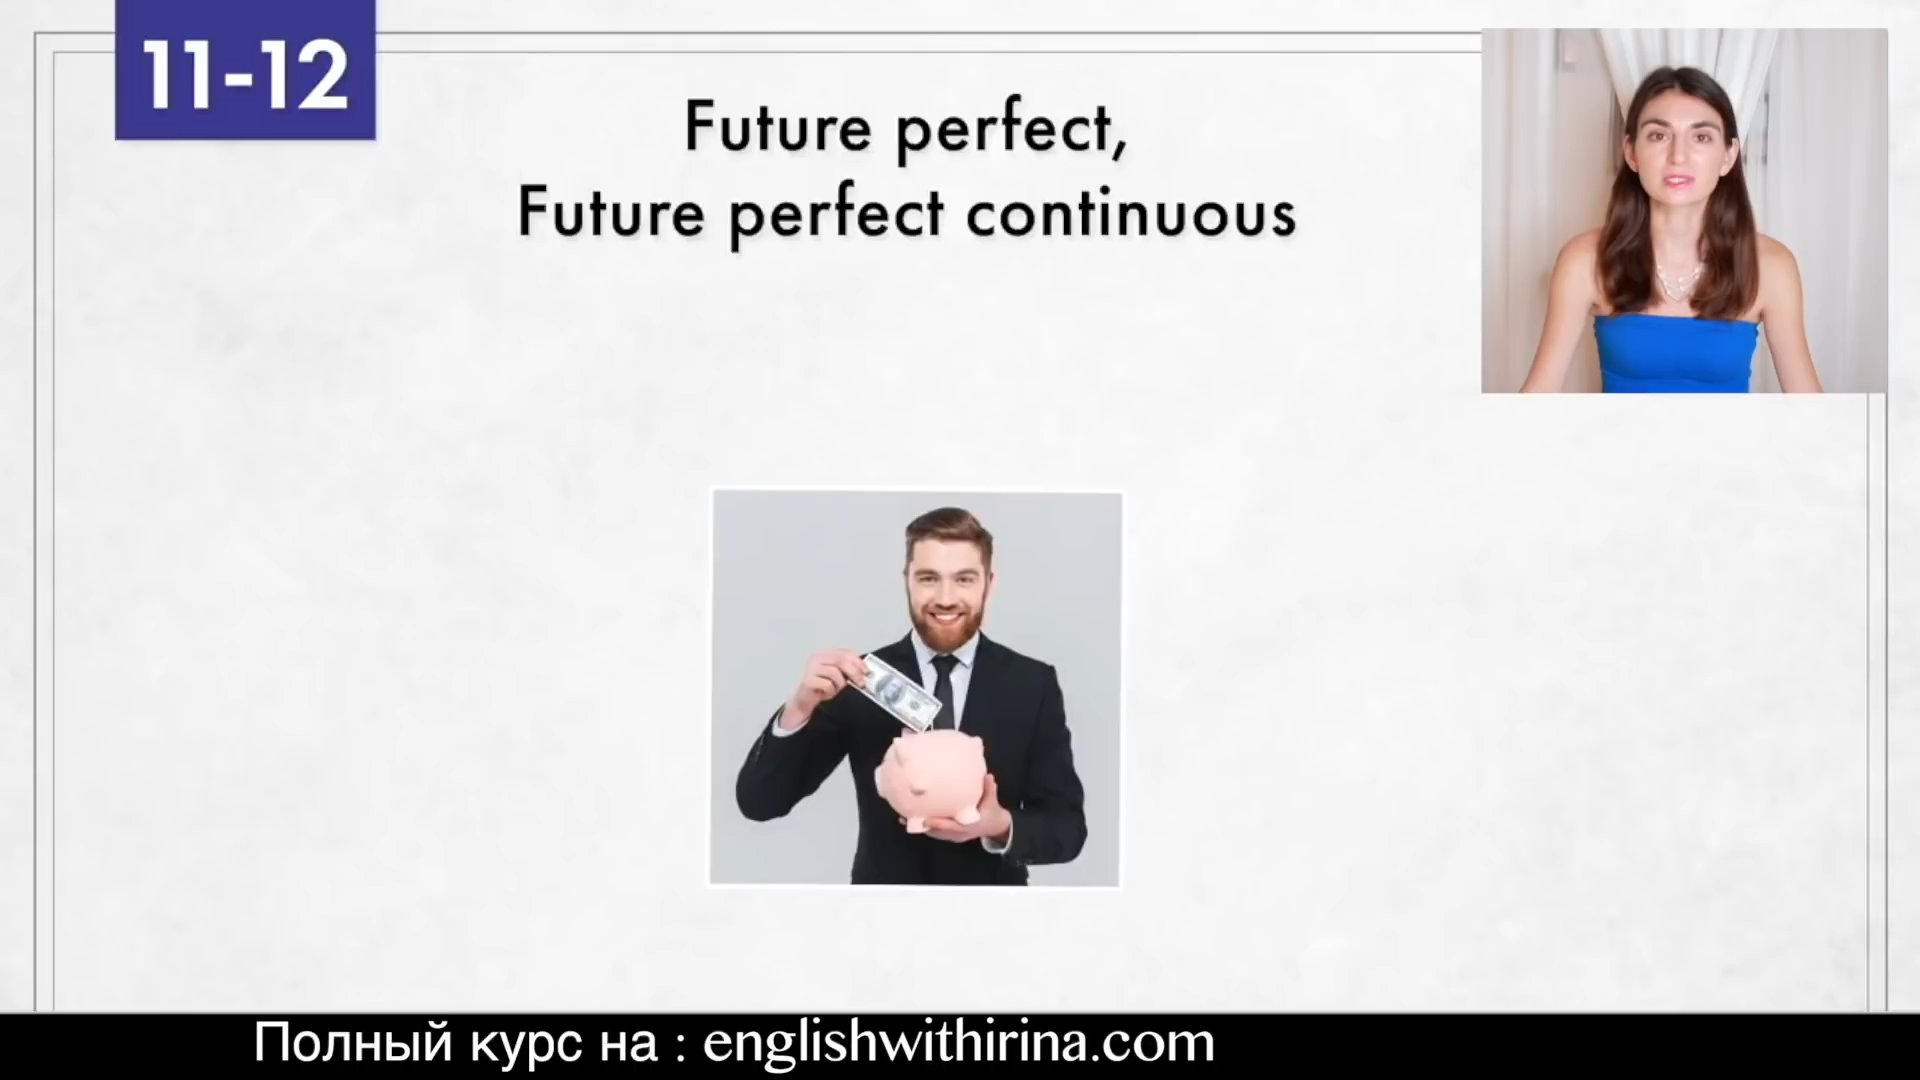 11-12
Future perfect,
Future perfect continuous
Полный курс на : englishwithirina.com